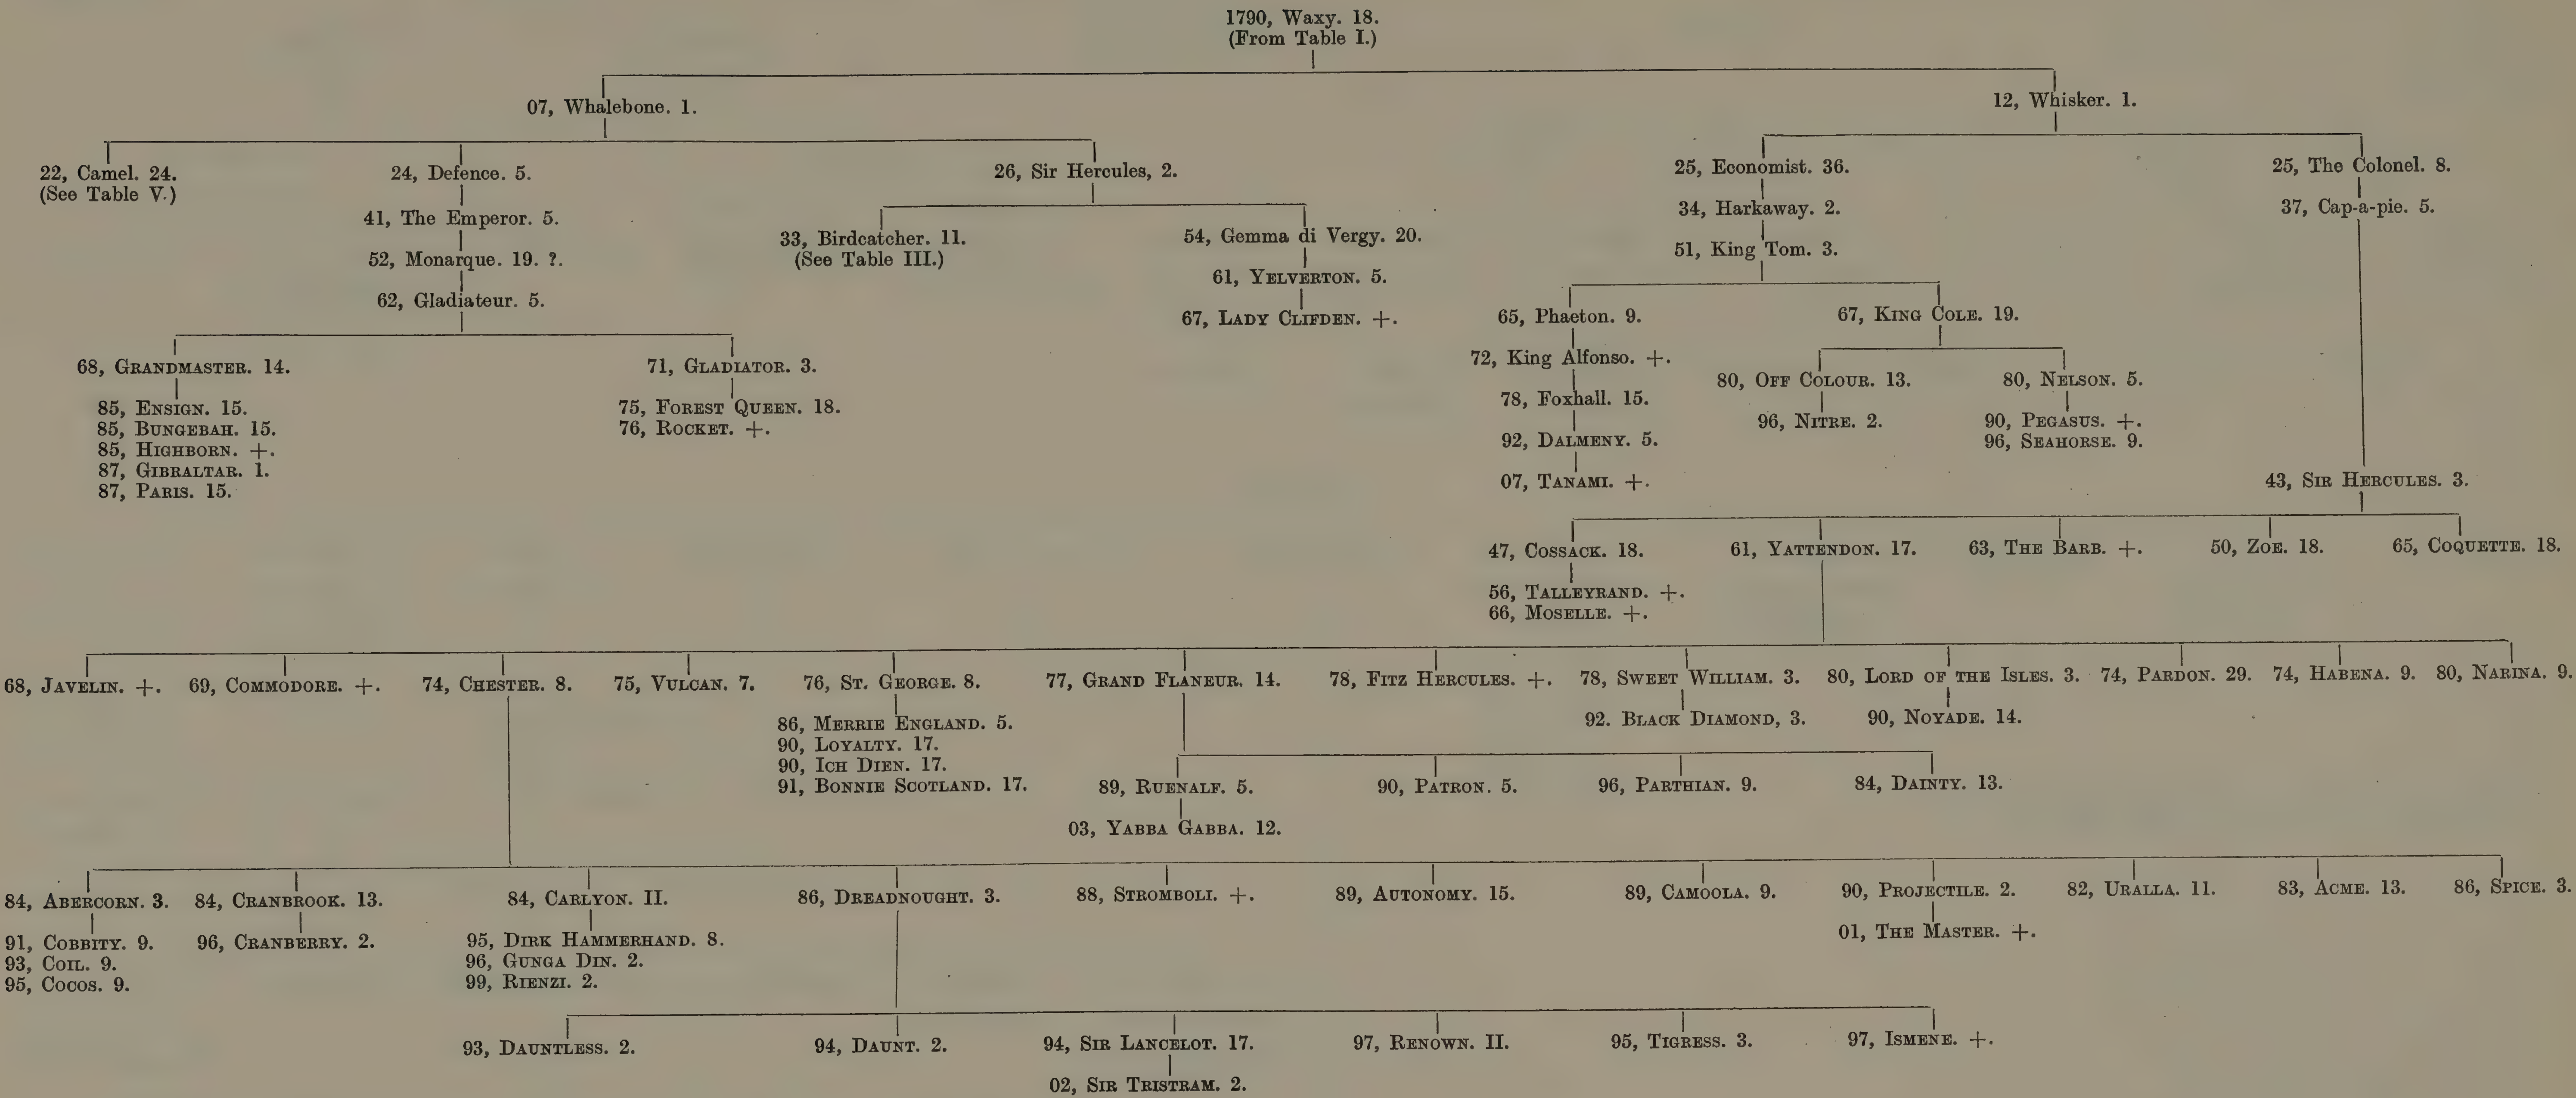 1790, Waxy. 18.
(From Table I.)
07, Whalebone. 1.
12, Whisker. 1.
22, Camel. 24.
(See Table V.)
24, Defence. 5.
26, Sir Hercules, 2.
25, Economist. 36.
25, The Colonel. 8.
41, The Emperor. 5.
34, Harkaway. 2.
37, Cap-a-pie. 5.
33, Birdcatcher. 11.
(See Table III.)
54, Gemma di Vergy. 20.
52, Monarque. 19. ?.
51, King Tom. 3.
61, YELVERTON. 5.
62, Gladiateur. 5.
67, LADY CLIFDEN. +.
65, Phaeton. 9.
67, KING COLE. 19.
68, GRANDMASTER. 14.
71, GLADIATOR. 3.
72, King Alfonso. +.
80, OFF COLOUR. 13.
80, NELSON. 5.
85, ENSIGN. 15.
85, BUNGEBAH. 15.
85, HIGHBORN. +.
87, GIBRALTAR. 1.
87, PARIS. 15.
75, FOREST QUEEN. 18.
76, ROCKET. +.
78, Foxhall. 15.
96, NITRE. 2.
90, PEGASUS. +.
96, SEAHORSE. 9.
92, DALMENY. 5.
07, TANAMI. +.
43, SIR HERCULES. 3.
47, COSSACK. 18.
61, YATTENDON. 17.
63, THE BARB. +.
50, ZOE. 18.
65, COQUETTE. 18.
56, TALLEYRAND. +.
66, MOSELLE. +.
68, JAVELIN. +.
69, COMMODORE. +.
74, CHESTER. 8.
75, VULCAN. 7.
76, ST. GEORGE. 8.
77, GRAND FLANEUR. 14.
78, FITZ HERCULES. +.
78, SWEET WILLIAM. 3.
80, LORD OF THE ISLES. 3.
74, PARDON. 29.
74, HABENA. 9.
80, NARINA. 9.
86, MERRIE ENGLAND. 5.
90, LOYALTY. 17.
90, ICH DIEN. 17.
91, BONNIE SCOTLAND. 17.
92. BLACK DIAMOND, 3.
90, NOYADE. 14.
89, RUENALF. 5.
90, PATRON. 5.
96, PARTHIAN. 9.
84, DAINTY. 13.
03, YABBA GABBA. 12.
84, ABERCORN. 3.
84, CRANBROOK. 13.
84, CARLYON. II.
86, DREADNOUGHT. 3.
88, STROMBOLI. +.
89, AUTONOMY. 15.
89, CAMOOLA. 9.
90, PROJECTILE. 2.
82, URALLA. 11.
83, ACME. 13.
86, SPICE. 3.
91, COBBITY. 9.
93, COIL. 9.
95, COCOS. 9.
96, CRANBERRY. 2.
95, DIRK HAMMERHAND. 8.
96, GUNGA DIN. 2.
99, RIENZI. 2.
01, THE MASTER. +.
93, DAUNTLESS. 2.
94, DAUNT. 2.
94, SIR LANCELOT. 17.
97, RENOWN. II.
95, TIGRESS. 3.
97, ISMENE. +.
02, SIR TRISTRAM. 2.